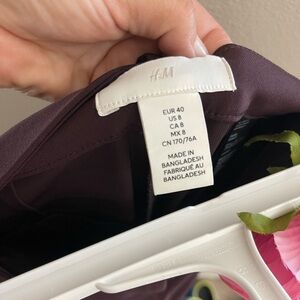 H&M
EUR 40
US 8
CA 8
MX 8
CN 170/76A
MADE IN
BANGLADESH
FABRIQUÉ AU
BANGLADESH